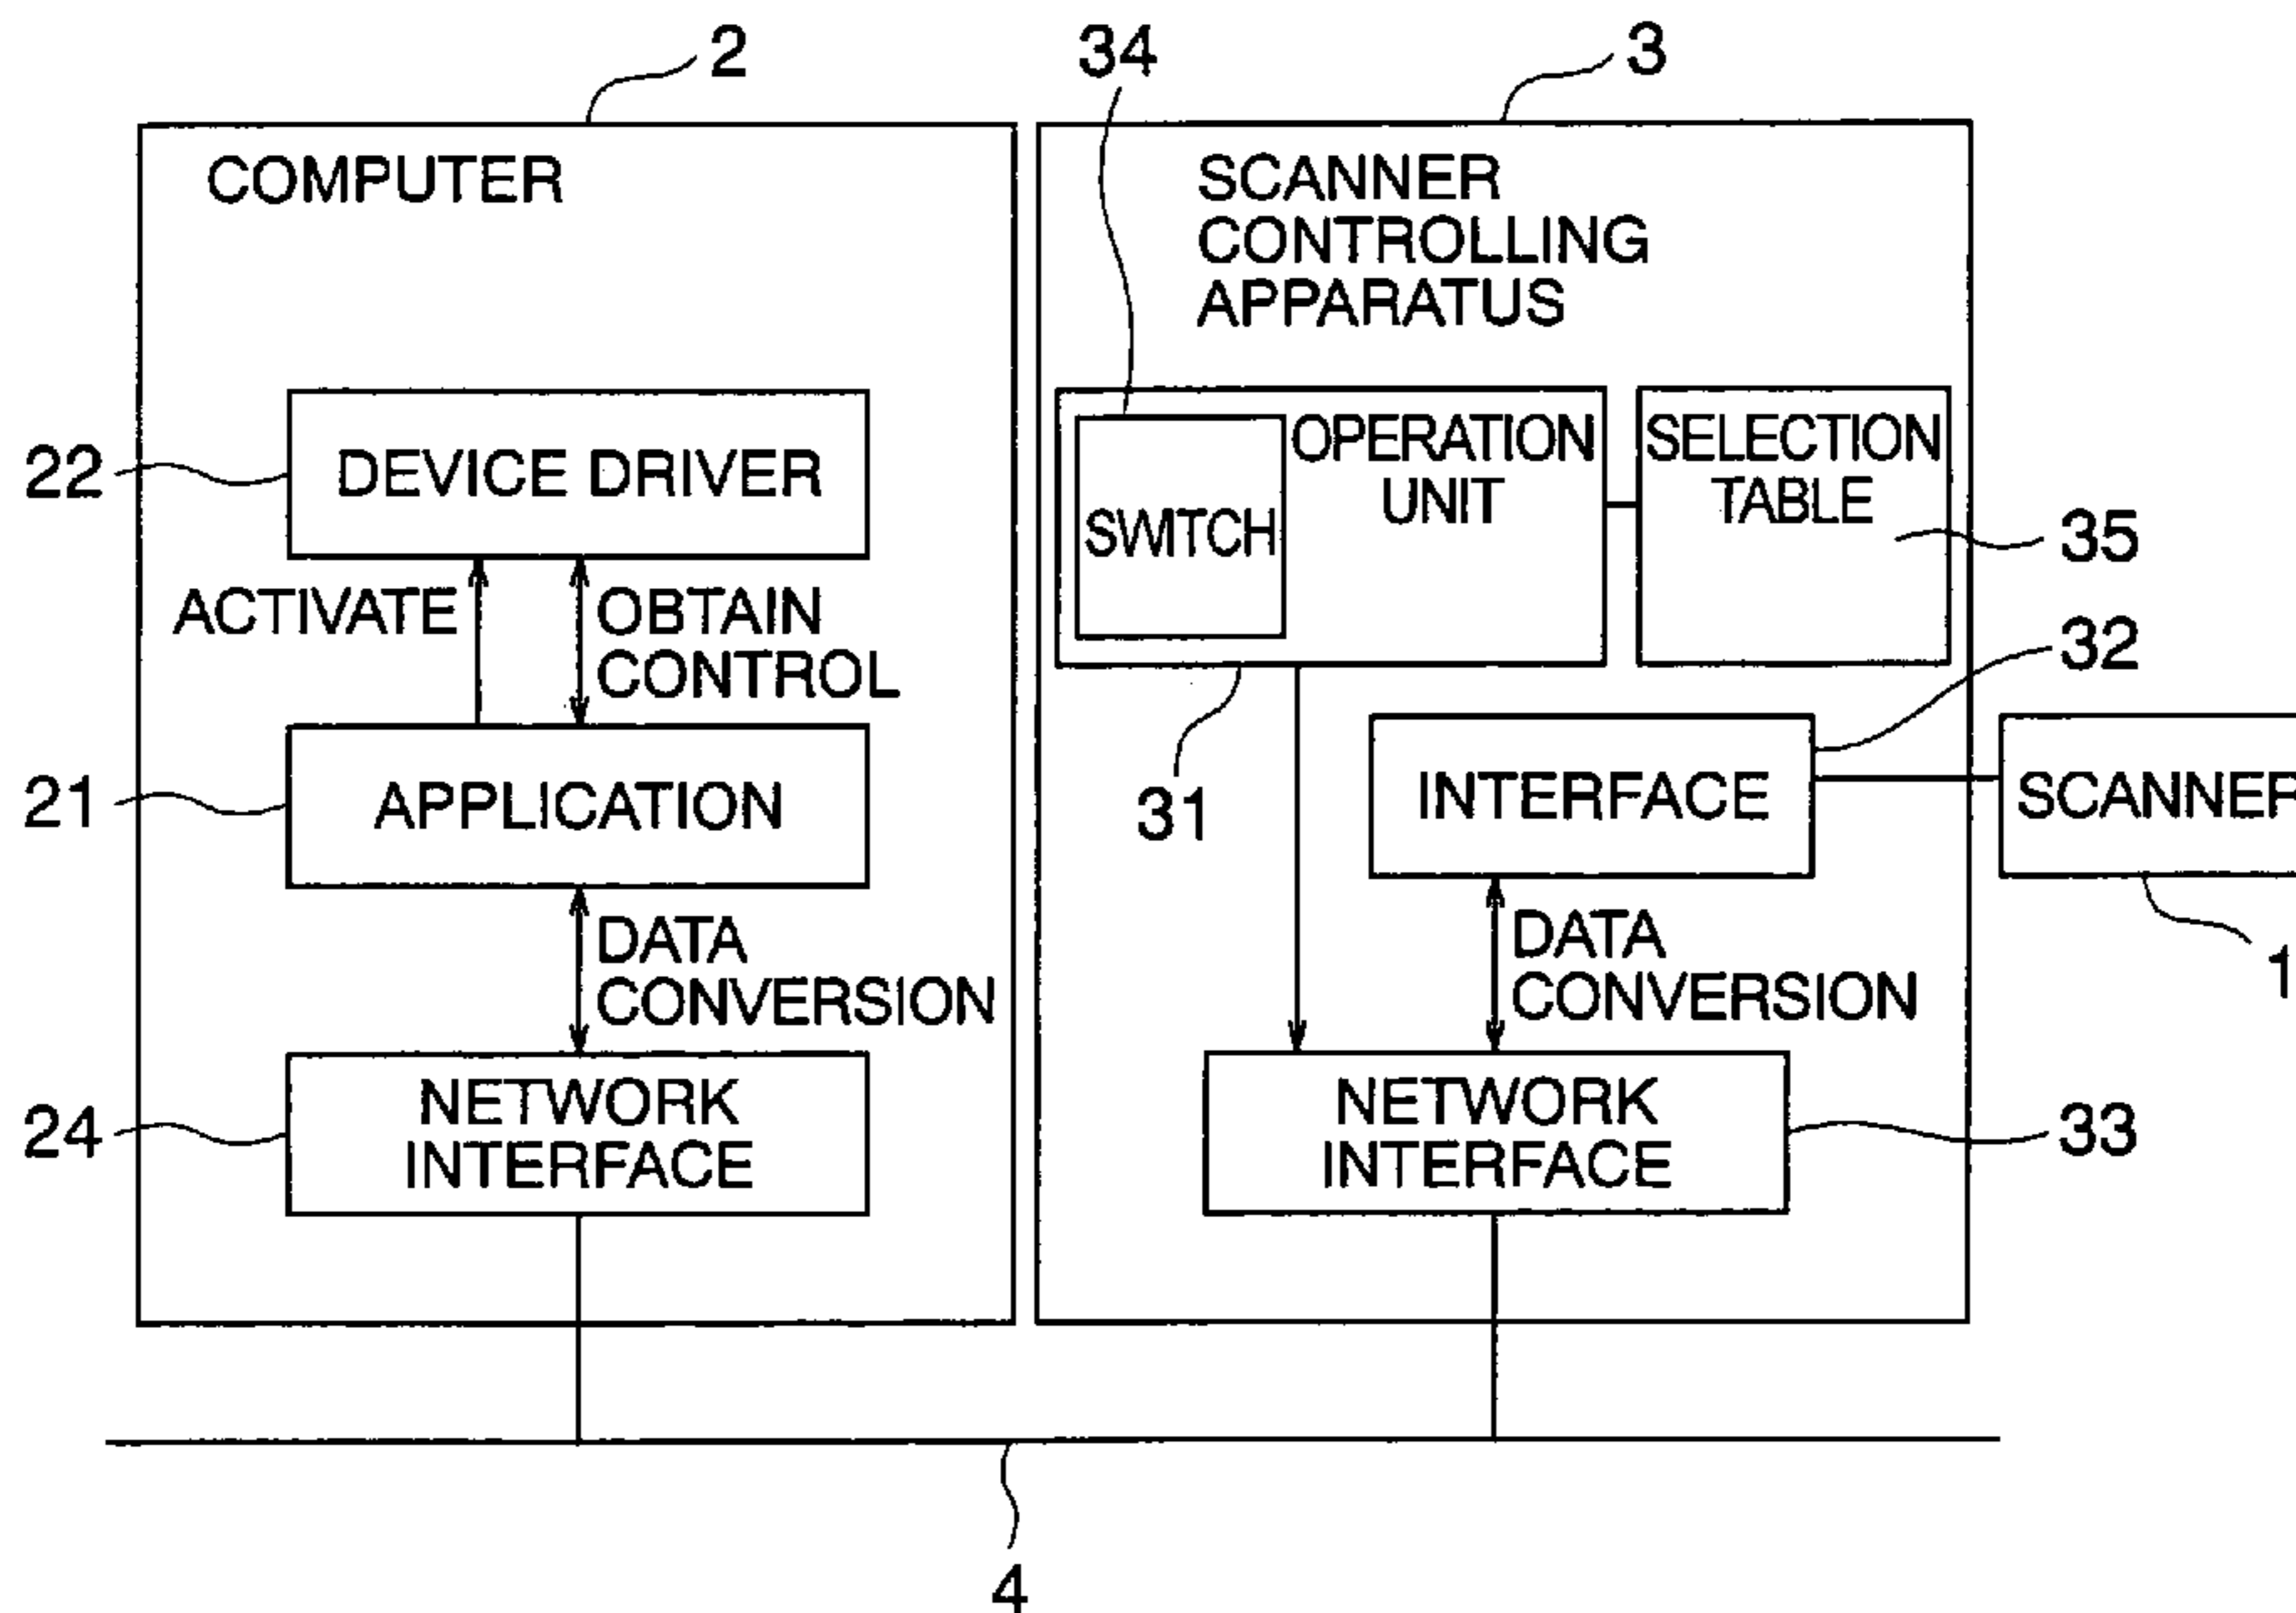 2
34
3
COMPUTER
SCANNER
CONTROLLING
APPARATUS
22
DEVICE DRIVER
SWITCH
OPERATION
UNIT
SELECTION
TABLE
35
ACTIVATE
OBTAIN
CONTROL
32
31
21
APPLICATION
INTERFACE
SCANNER
1
DATA
CONVERSION
DATA
CONVERSION
24
NETWORK
INTERFACE
NETWORK
INTERFACE
33
4